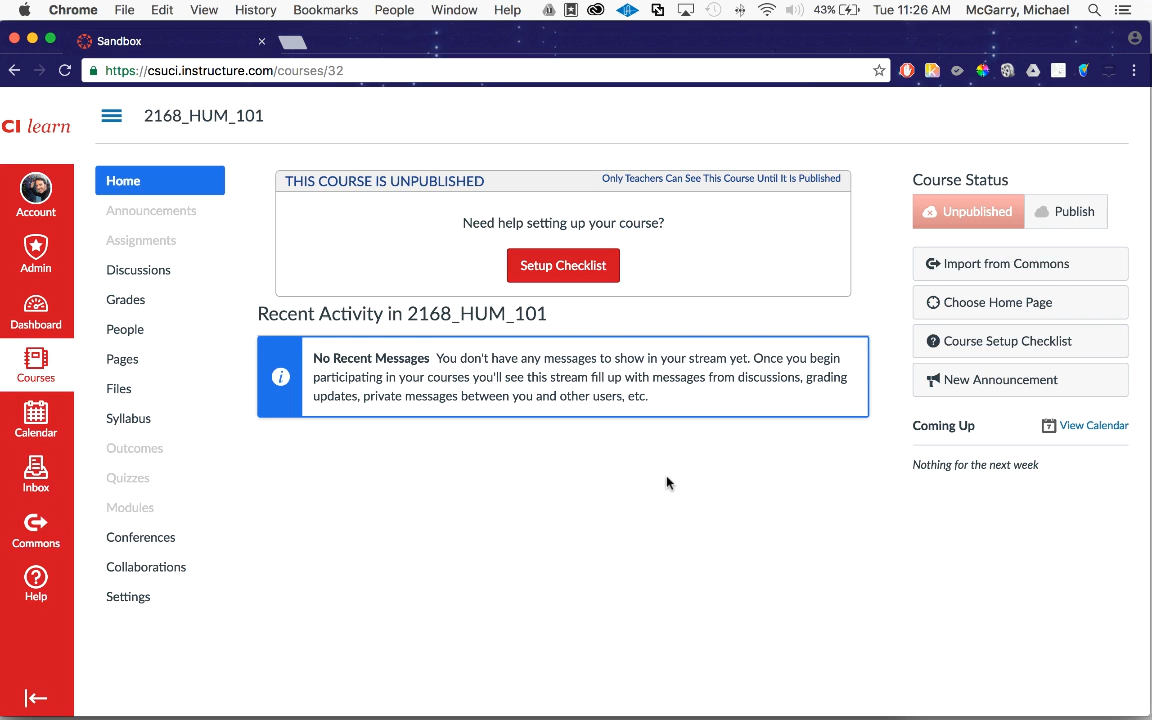 Chrome File Edit View History Bookmarks People Window Help 43% Tue 11:26 AM McGarry, Michael
Sandbox
https://csuci.instructure.com/courses/32
CI learn
2168_HUM_101
Account
Admin
Dashboard
Courses
Calendar
Inbox
Commons
Help
Home
Announcements
Assignments
Discussions
Grades
People
Pages
Files
Syllabus
Outcomes
Quizzes
Modules
Conferences
Collaborations
Settings
THIS COURSE IS UNPUBLISHED Only Teachers Can See This Course Until It Is Published
Need help setting up your course?
Setup Checklist
Recent Activity in 2168_HUM_101
No Recent Messages You don't have any messages to show in your stream yet. Once you begin
participating in your courses you'll see this stream fill up with messages from discussions, grading
updates, private messages between you and other users, etc.
Course Status
Unpublished Publish
Import from Commons
Choose Home Page
Course Setup Checklist
New Announcement
Coming Up View Calendar
Nothing for the next week